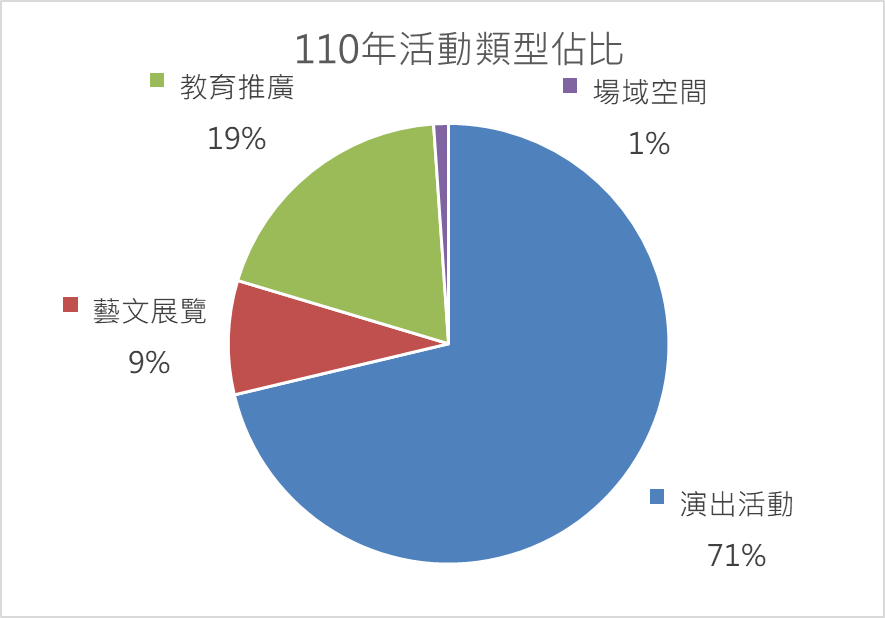 110年活動類型佔比
教育推廣
19%
場域空間
1%
藝文展覽
9%
演出活動
71%